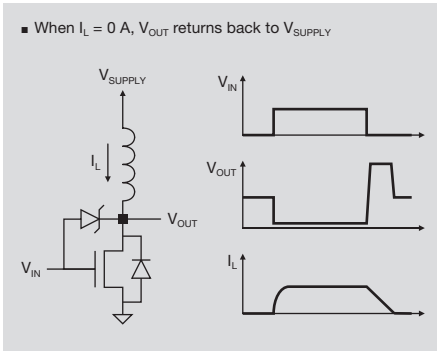 ■ When I_L = 0 A, V_OUT returns back to V_SUPPLY
V_SUPPLY
V_IN
I_L
V_OUT
V_OUT
V_IN
I_L